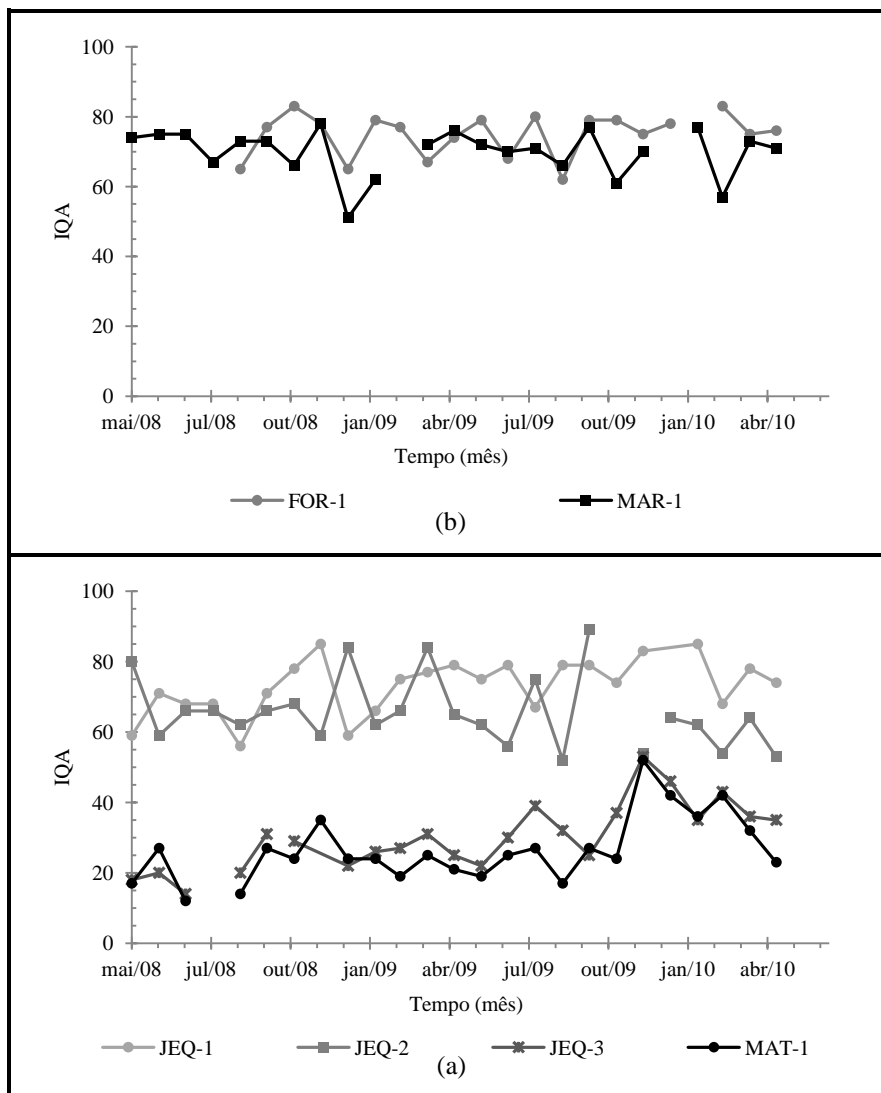 100
80
60
40
20
0
IQA
mai/08 jul/08 out/08 jan/09 abr/09 jul/09 out/09 jan/10 abr/10
Tempo (mês)
FOR-1 MAR-1
(b)
100
80
60
40
20
0
IQA
mai/08 jul/08 out/08 jan/09 abr/09 jul/09 out/09 jan/10 abr/10
Tempo (mês)
JEQ-1 JEQ-2 JEQ-3 MAT-1
(a)